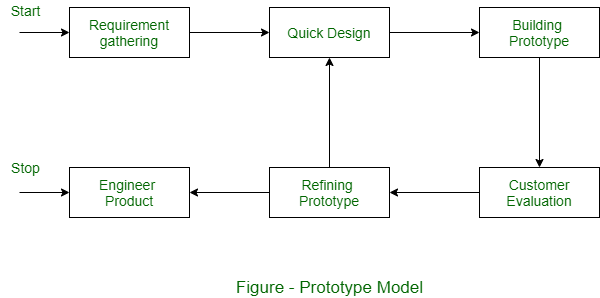 Start
Requirement
gathering
Quick Design
Building
Prototype
Stop
Engineer
Product
Refining
Prototype
Customer
Evaluation
Figure - Prototype Model